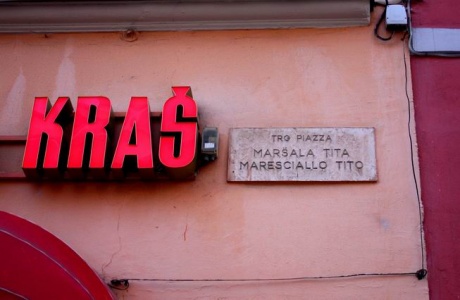 KRAŠ
TRG PIAZZA
MARŠALA TITA
MARESCIALLO TITO